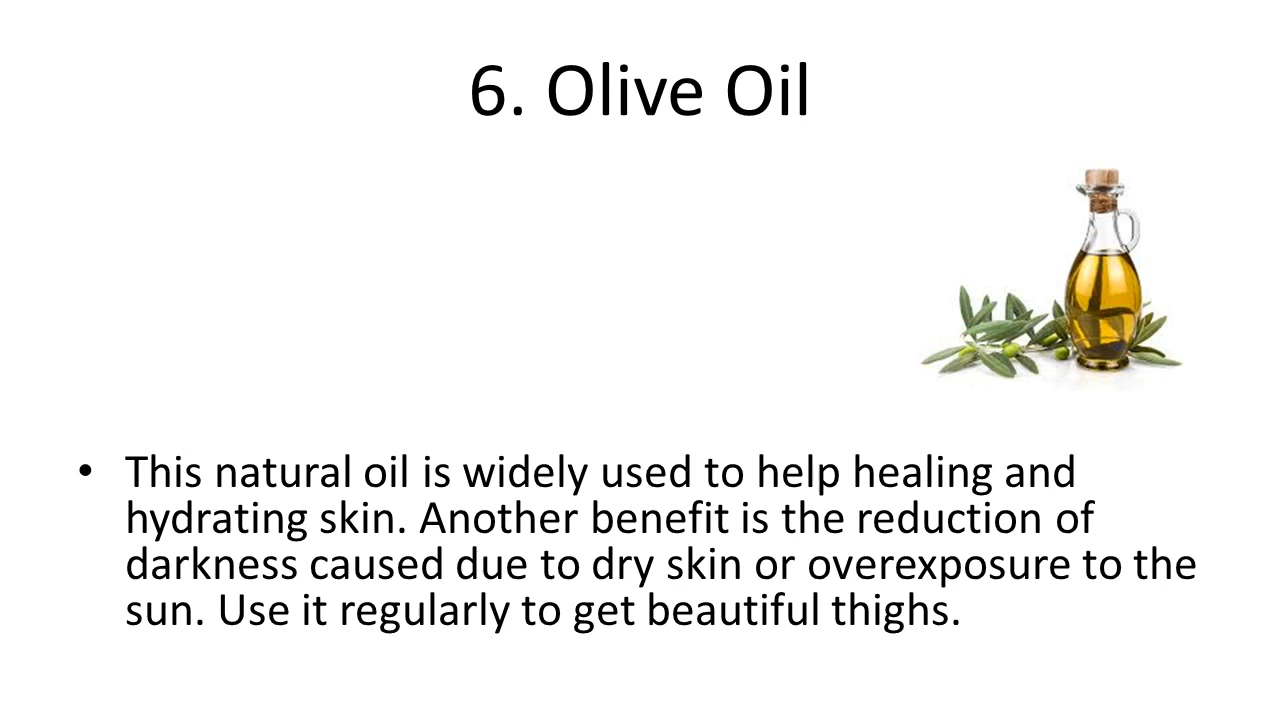 6. Olive Oil
• This natural oil is widely used to help healing and
hydrating skin. Another benefit is the reduction of
darkness caused due to dry skin or overexposure to the
sun. Use it regularly to get beautiful thighs.